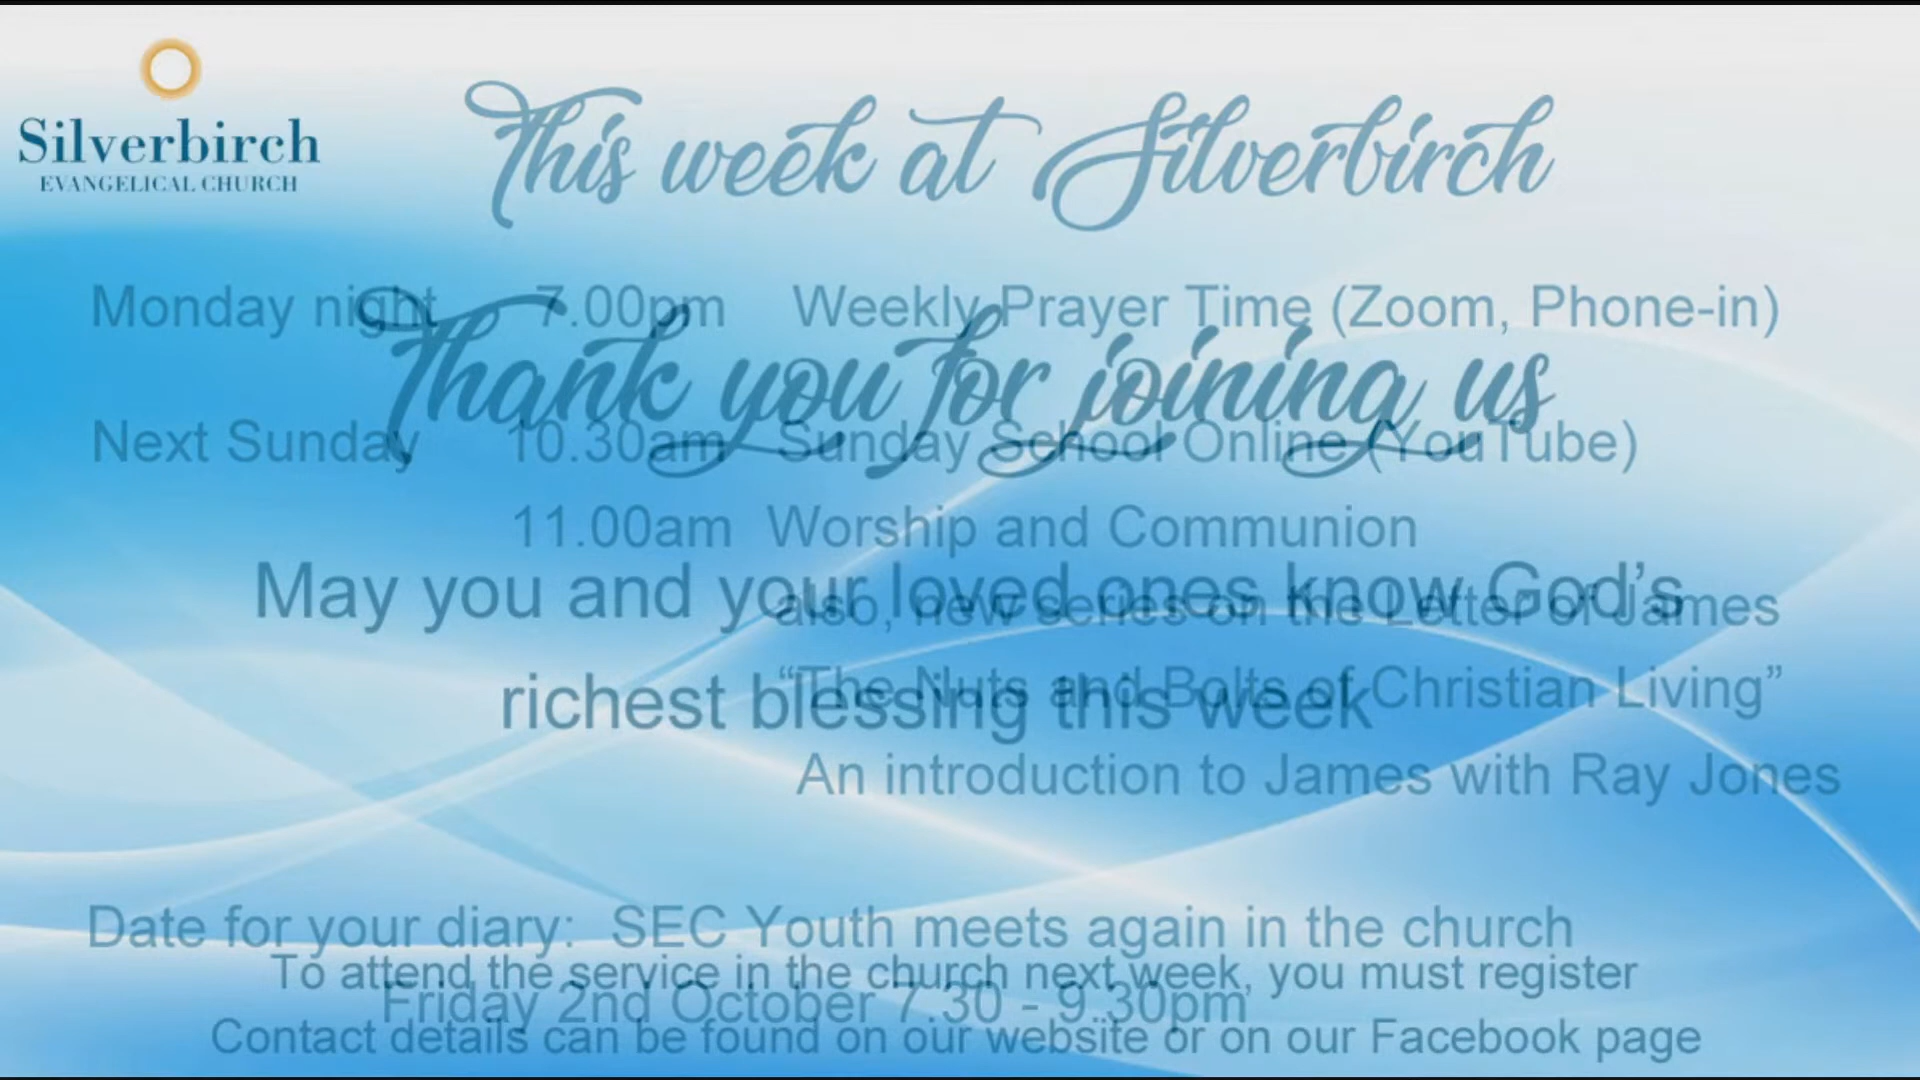 Silverbirch
EVANGELICAL CHURCH
This week at Silverbirch
Monday night 7.00pm Weekly Prayer Time (Zoom, Phone-in)
Thank you for joining us
Next Sunday 10.30am Sunday School Online (YouTube)
11.00am Worship and Communion
May you and your loved ones know God's
also, new series on the Letter of James
richest blessing this week
“The Nuts and Bolts of Christian Living”
An introduction to James with Ray Jones
Date for your diary: SEC Youth meets again in the church
To attend the service in the church next week, you must register
Friday 2nd October 7.30 - 9.30pm
Contact details can be found on our website or on our Facebook page